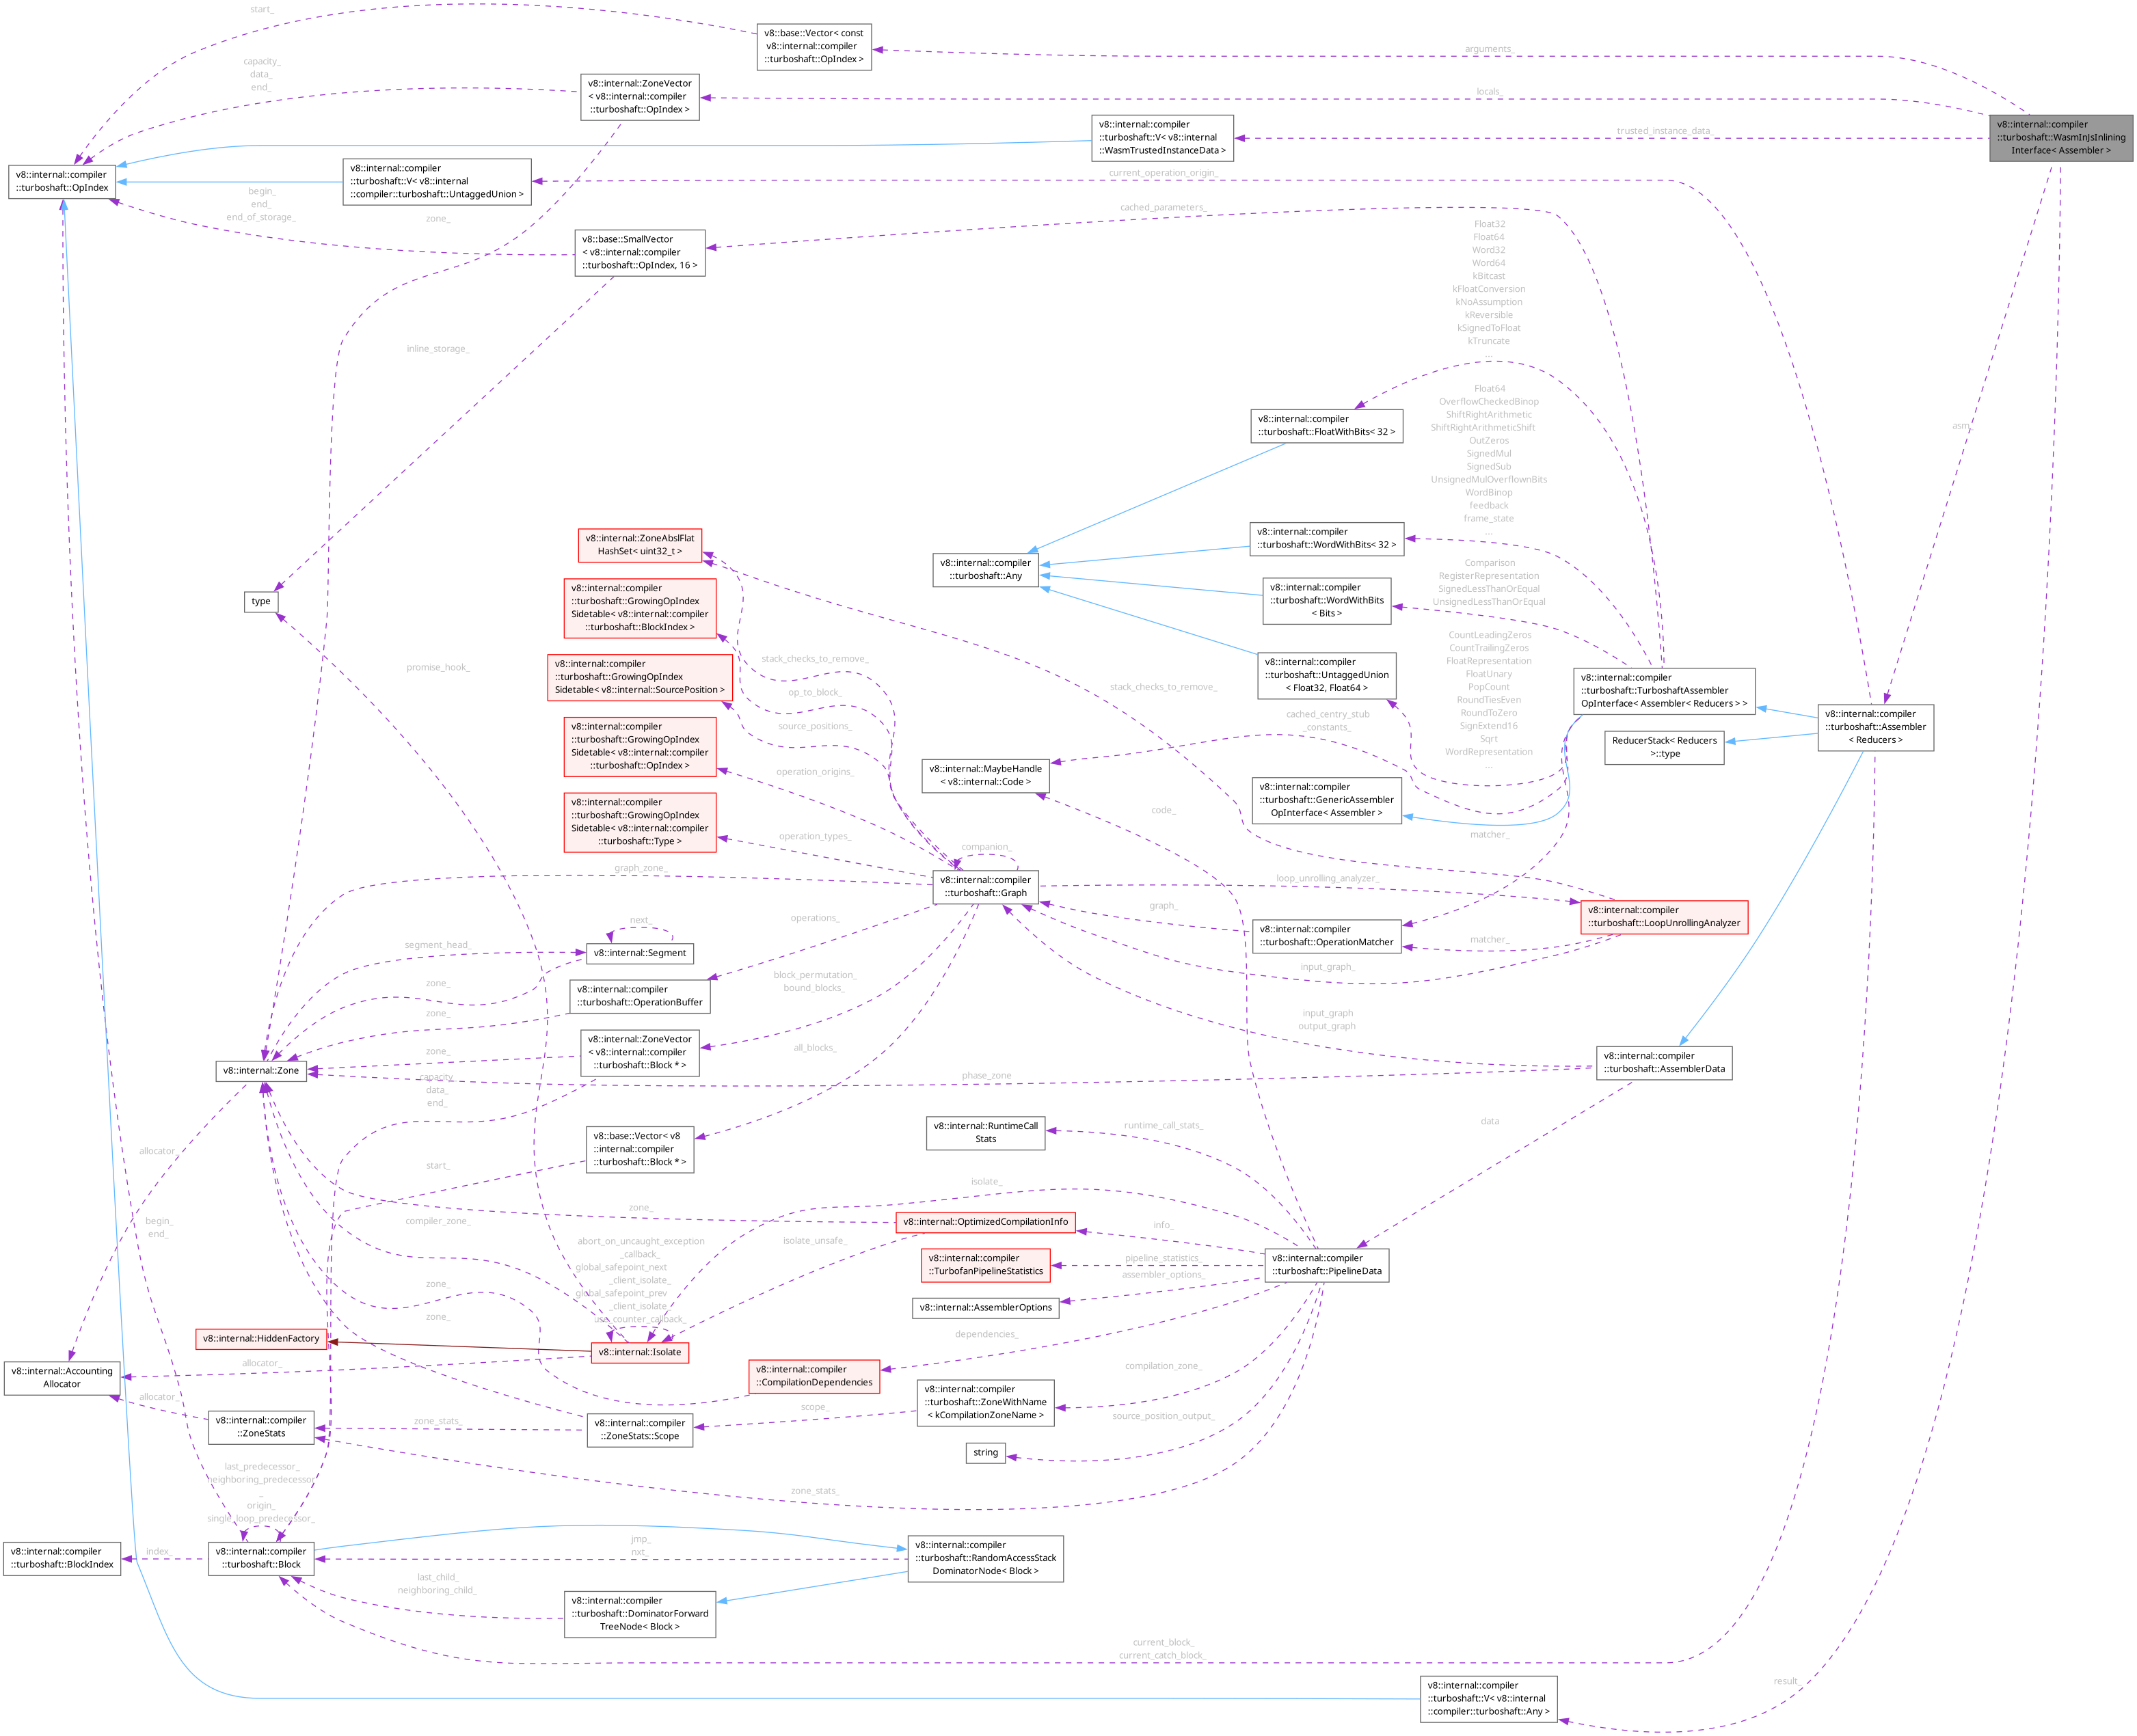 start_
v8::base::Vector< const
v8::internal::compiler
::turboshaft::OpIndex >
arguments_
capacity_
data_
end_
v8::internal::ZoneVector
< v8::internal::compiler
::turboshaft::OpIndex >
locals_
v8::internal::compiler
::turboshaft::WasmInJsInlining
Interface< Assembler >
v8::internal::compiler
::turboshaft::V< v8::internal
::WasmTrustedInstanceData >
trusted_instance_data_
v8::internal::compiler
::turboshaft::OpIndex
v8::internal::compiler
::turboshaft::V< v8::internal
::compiler::turboshaft::UntaggedUnion >
current_operation_origin_
begin_
end_
end_of_storage_
zone_
v8::base::SmallVector
< v8::internal::compiler
::turboshaft::OpIndex, 16 >
cached_parameters_
inline_storage_
Float32
Float64
Word32
Word64
kBitcast
kFloatConversion
kNoAssumption
kReversible
kSignedToFloat
kTruncate
...
v8::internal::compiler
::turboshaft::FloatWithBits< 32 >
asm_
Float64
OverflowCheckedBinop
ShiftRightArithmetic
ShiftRightArithmeticShift
OutZeros
SignedMul
SignedSub
UnsignedMulOverflownBits
WordBinop
feedback
frame_state
...
v8::internal::ZoneAbslFlat
HashSet< uint32_t >
v8::internal::compiler
::turboshaft::WordWithBits< 32 >
v8::internal::compiler
::turboshaft::Any
Comparison
RegisterRepresentation
SignedLessThanOrEqual
UnsignedLessThanOrEqual
type
v8::internal::compiler
::turboshaft::GrowingOpIndex
Sidetable< v8::internal::compiler
::turboshaft::BlockIndex >
v8::internal::compiler
::turboshaft::WordWithBits
< Bits >
promise_hook_
stack_checks_to_remove_
op_to_block_
source_positions_
stack_checks_to_remove_
v8::internal::compiler
::turboshaft::GrowingOpIndex
Sidetable< v8::internal::SourcePosition >
v8::internal::compiler
::turboshaft::UntaggedUnion
< Float32, Float64 >
CountLeadingZeros
CountTrailingZeros
FloatRepresentation
FloatUnary
PopCount
RoundTiesEven
RoundToZero
SignExtend16
Sqrt
WordRepresentation
...
v8::internal::compiler
::turboshaft::TurboshaftAssembler
OpInterface< Assembler< Reducers > >
v8::internal::compiler
::turboshaft::Assembler
< Reducers >
ReducerStack< Reducers
>::type
cached_centry_stub
_constants_
v8::internal::compiler
::turboshaft::GrowingOpIndex
Sidetable< v8::internal::compiler
::turboshaft::OpIndex >
operation_origins_
v8::internal::MaybeHandle
< v8::internal::Code >
v8::internal::compiler
::turboshaft::GenericAssembler
OpInterface< Assembler >
v8::internal::compiler
::turboshaft::GrowingOpIndex
Sidetable< v8::internal::compiler
::turboshaft::Type >
operation_types_
companion_
code_
matcher_
graph_zone_
v8::internal::compiler
::turboshaft::Graph
loop_unrolling_analyzer_
operations_
graph_
v8::internal::compiler
::turboshaft::OperationMatcher
matcher_
v8::internal::compiler
::turboshaft::LoopUnrollingAnalyzer
input_graph_
segment_head_
next_
v8::internal::Segment
zone_
v8::internal::compiler
::turboshaft::OperationBuffer
zone_
block_permutation_
bound_blocks_
input_graph
output_graph
v8::internal::Zone
zone_
v8::internal::ZoneVector
< v8::internal::compiler
::turboshaft::Block * >
all_blocks_
phase_zone
v8::internal::compiler
::turboshaft::AssemblerData
capacity_
data_
end_
allocator_
start_
v8::base::Vector< v8
::internal::compiler
::turboshaft::Block * >
v8::internal::RuntimeCall
Stats
runtime_call_stats_
data
isolate_
begin_
end_
compiler_zone_
zone_
v8::internal::OptimizedCompilationInfo
info_
isolate_unsafe_
abort_on_uncaught_exception
_callback_
global_safepoint_next
_client_isolate_
global_safepoint_prev
_client_isolate_
use_counter_callback_
v8::internal::compiler
::TurbofanPipelineStatistics
pipeline_statistics_
v8::internal::compiler
::turboshaft::PipelineData
assembler_options_
v8::internal::AssemblerOptions
zone_
zone_
dependencies_
v8::internal::HiddenFactory
v8::internal::Isolate
allocator_
v8::internal::Accounting
Allocator
v8::internal::compiler
::CompilationDependencies
compilation_zone_
allocator_
v8::internal::compiler
::ZoneStats
zone_stats_
v8::internal::compiler
::ZoneStats::Scope
scope_
v8::internal::compiler
::turboshaft::ZoneWithName
< kCompilationZoneName >
source_position_output_
string
zone_stats_
last_predecessor_
neighboring_predecessor
_
origin_
single_loop_predecessor_
v8::internal::compiler
::turboshaft::BlockIndex
index_
v8::internal::compiler
::turboshaft::Block
jmp_
nxt_
v8::internal::compiler
::turboshaft::RandomAccessStack
DominatorNode< Block >
last_child_
neighboring_child_
v8::internal::compiler
::turboshaft::DominatorForward
TreeNode< Block >
current_block_
current_catch_block_
v8::internal::compiler
::turboshaft::V< v8::internal
::compiler::turboshaft::Any >
result_